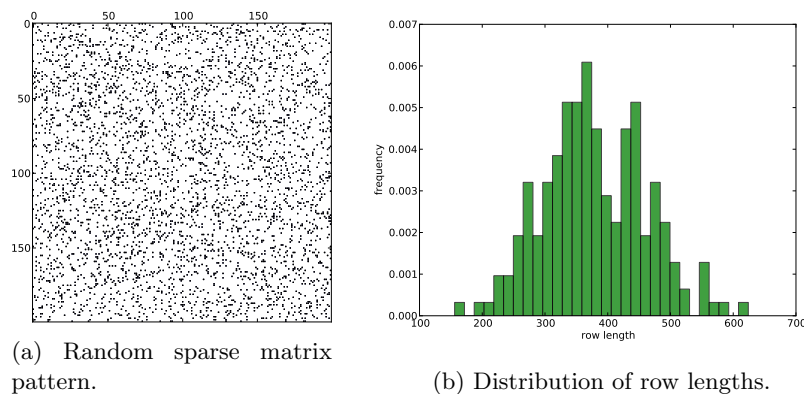 0 50 100 150
0
50
100
150
(a) Random sparse matrix
pattern.
0.007
0.006
0.005
0.004
0.003
0.002
0.001
0.000
frequency
100 200 300 400 500 600 700
row length
(b) Distribution of row lengths.